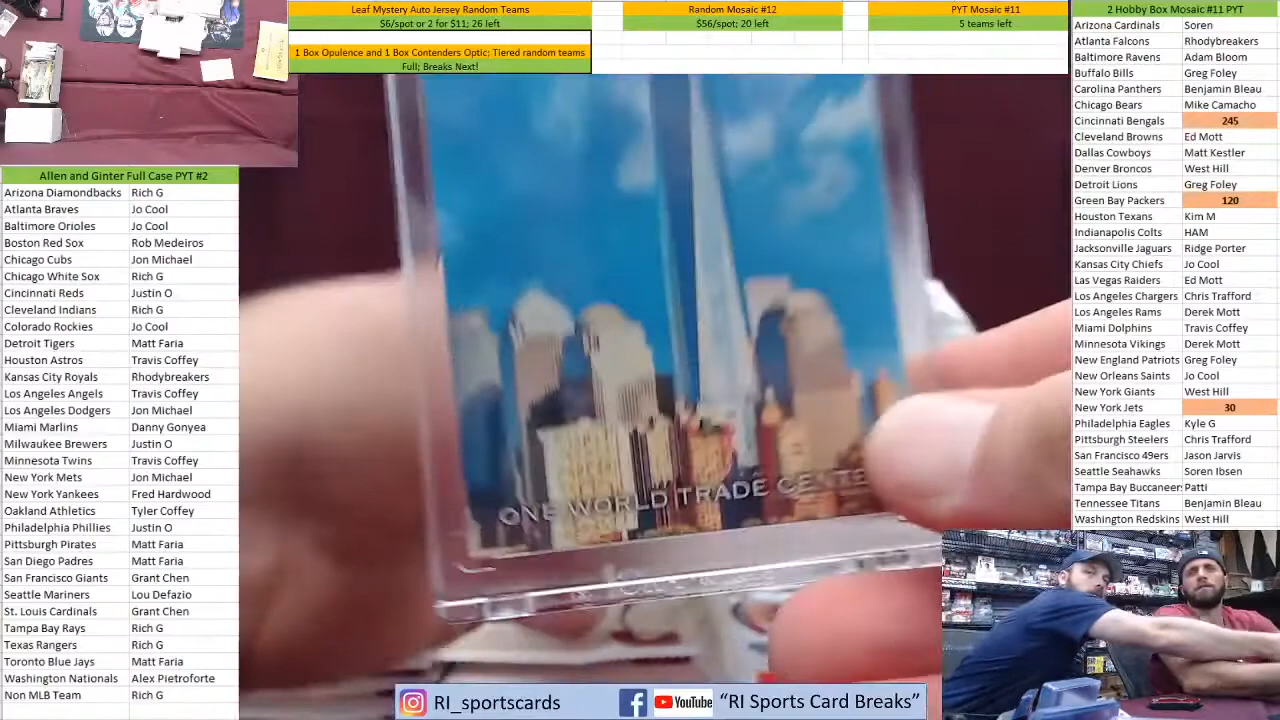 Leaf Mystery Auto Jersey Random Teams
$6/spot or 2 for $11; 26 left
1 Box Opulence and 1 Box Contenders Optic; Tiered random teams
Full; Breaks Next!
Random Mosaic #12
$56/spot; 20 left
PYT Mosaic #11
5 teams left
2 Hobby Box Mosaic #11 PYT
Arizona Cardinals Soren
Atlanta Falcons Rhodybreakers
Baltimore Ravens Adam Bloom
Buffalo Bills Greg Foley
Carolina Panthers Benjamin Bleau
Chicago Bears Mike Camacho
Cincinnati Bengals 245
Cleveland Browns Ed Mott
Dallas Cowboys Matt Kestler
Denver Broncos West Hill
Detroit Lions Greg Foley
Green Bay Packers 120
Houston Texans Kim M
Indianapolis Colts HAM
Jacksonville Jaguars Ridge Porter
Kansas City Chiefs Jo Cool
Las Vegas Raiders Ed Mott
Los Angeles Chargers Chris Trafford
Los Angeles Rams Derek Mott
Miami Dolphins Travis Coffey
Minnesota Vikings Derek Mott
New England Patriots Greg Foley
New Orleans Saints Jo Cool
New York Giants West Hill
New York Jets 30
Philadelphia Eagles Kyle G
Pittsburgh Steelers Chris Trafford
San Francisco 49ers Jason Jarvis
Seattle Seahawks Soren Ibsen
Tampa Bay Buccaneers Patti
Tennessee Titans Benjamin Bleau
Washington Redskins West Hill
Allen and Ginter Full Case PYT #2
Arizona Diamondbacks Rich G
Atlanta Braves Jo Cool
Baltimore Orioles Jo Cool
Boston Red Sox Rob Medeiros
Chicago Cubs Jon Michael
Chicago White Sox Rich G
Cincinnati Reds Justin O
Cleveland Indians Rich G
Colorado Rockies Jo Cool
Detroit Tigers Matt Faria
Houston Astros Travis Coffey
Kansas City Royals Rhodybreakers
Los Angeles Angels Travis Coffey
Los Angeles Dodgers Jon Michael
Miami Marlins Danny Gonyea
Milwaukee Brewers Justin O
Minnesota Twins Travis Coffey
New York Mets Jon Michael
New York Yankees Fred Hardwood
Oakland Athletics Tyler Coffey
Philadelphia Phillies Justin O
Pittsburgh Pirates Matt Faria
San Diego Padres Matt Faria
San Francisco Giants Grant Chen
Seattle Mariners Lou Defazio
St. Louis Cardinals Grant Chen
Tampa Bay Rays Rich G
Texas Rangers Rich G
Toronto Blue Jays Matt Faria
Washington Nationals Alex Pietroforte
Non MLB Team Rich G
ONE WORLD TRADE CENTE
RI_sportscards
YouTube "RI Sports Card Breaks"